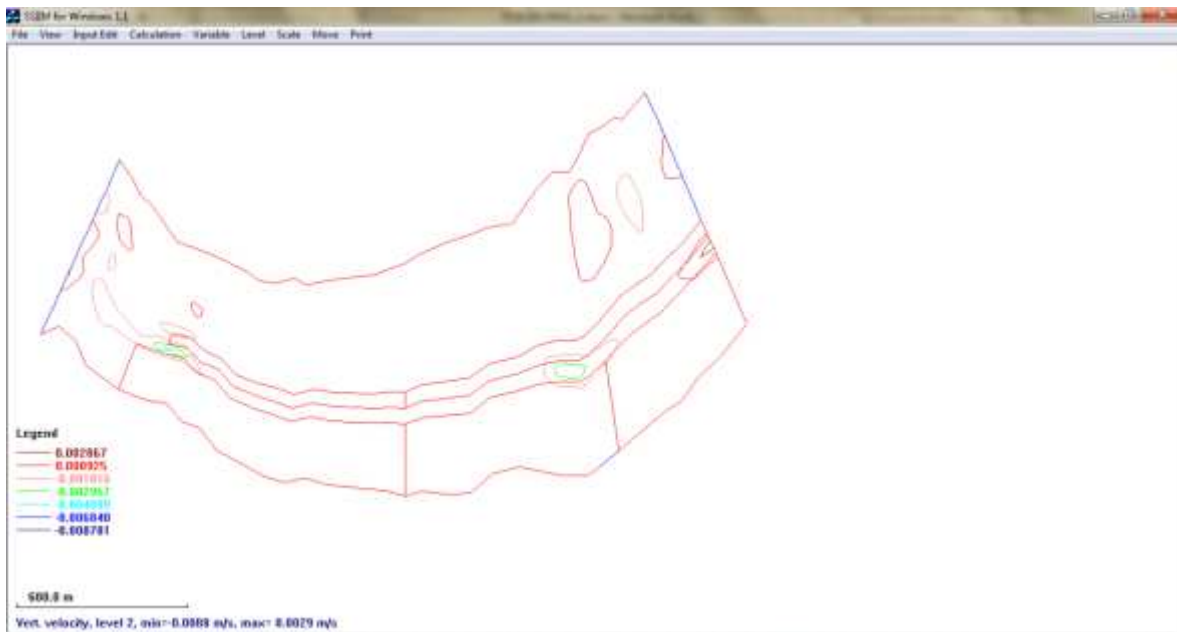 SSIIM for Windows 1.1
File View Input Edit Calculation Variable Level Scale Move Print
Legend
0.002867
0.000925
-0.002957
-0.006840
-0.008781
600.0 m
Vert. velocity, level 2, min=-0.0088 m/s, max= 0.0029 m/s